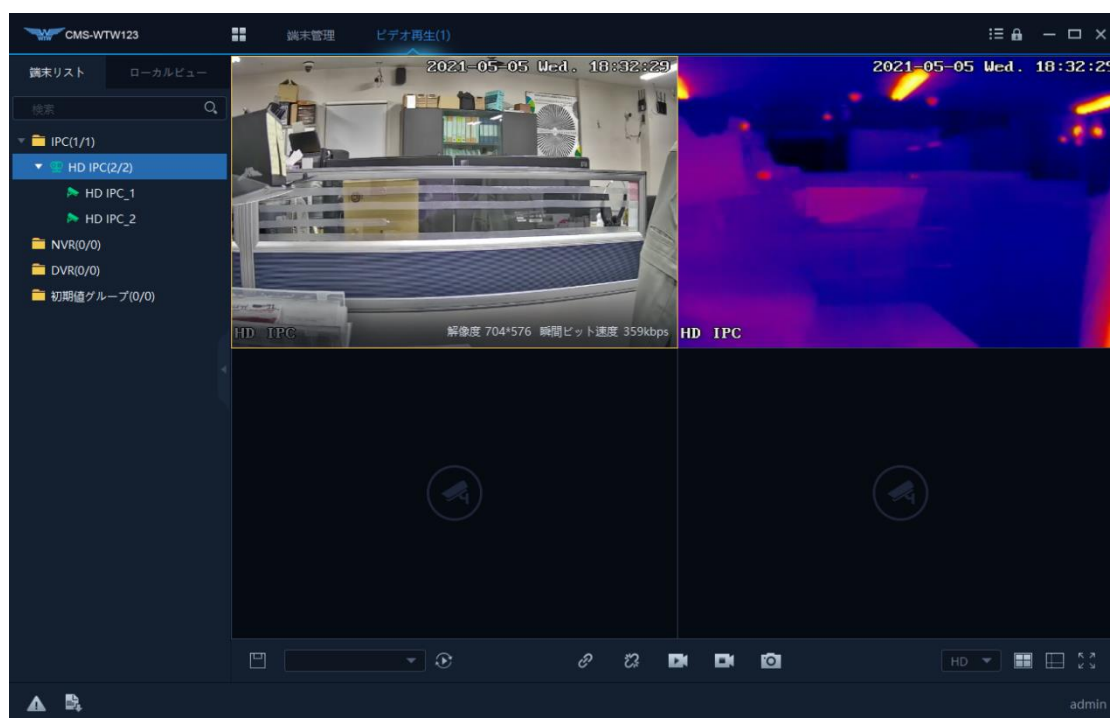 WTW CMS-WTW123
端末管理
ビデオ再生(1)
端末リスト
ローカルビュー
検索
IPC(1/1)
HD IPC(2/2)
HD IPC_1
HD IPC_2
NVR(0/0)
DVR(0/0)
初期値グループ(0/0)
2021-05-05 Wed. 18:32:29
HD IPC
解像度 704*576 瞬間ビット速度 359kbps
2021-05-05 Wed. 18:32:29
HD IPC
HD
admin